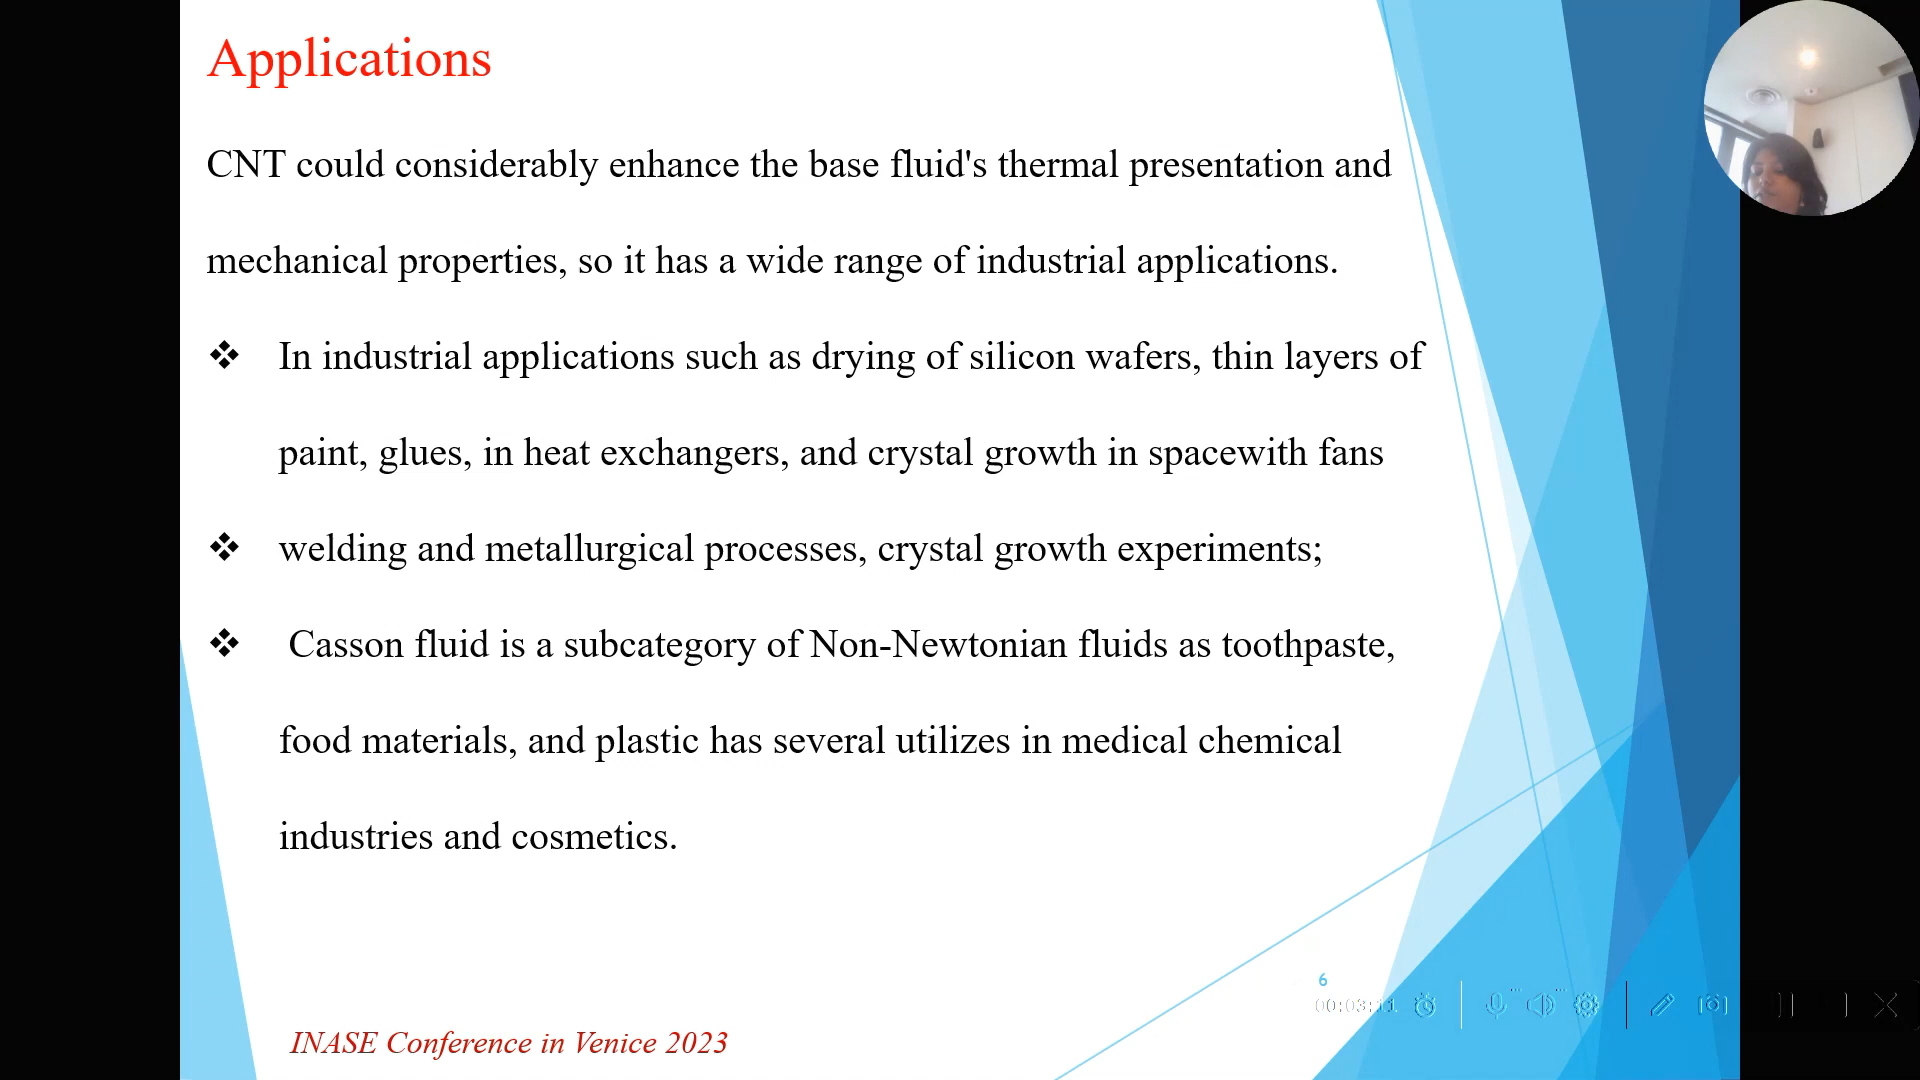 Applications
CNT could considerably enhance the base fluid's thermal presentation and
mechanical properties, so it has a wide range of industrial applications.
❖ In industrial applications such as drying of silicon wafers, thin layers of
paint, glues, in heat exchangers, and crystal growth in spacewith fans
❖ welding and metallurgical processes, crystal growth experiments;
❖ Casson fluid is a subcategory of Non-Newtonian fluids as toothpaste,
food materials, and plastic has several utilizes in medical chemical
industries and cosmetics.
6
00:03:11
INASE Conference in Venice 2023